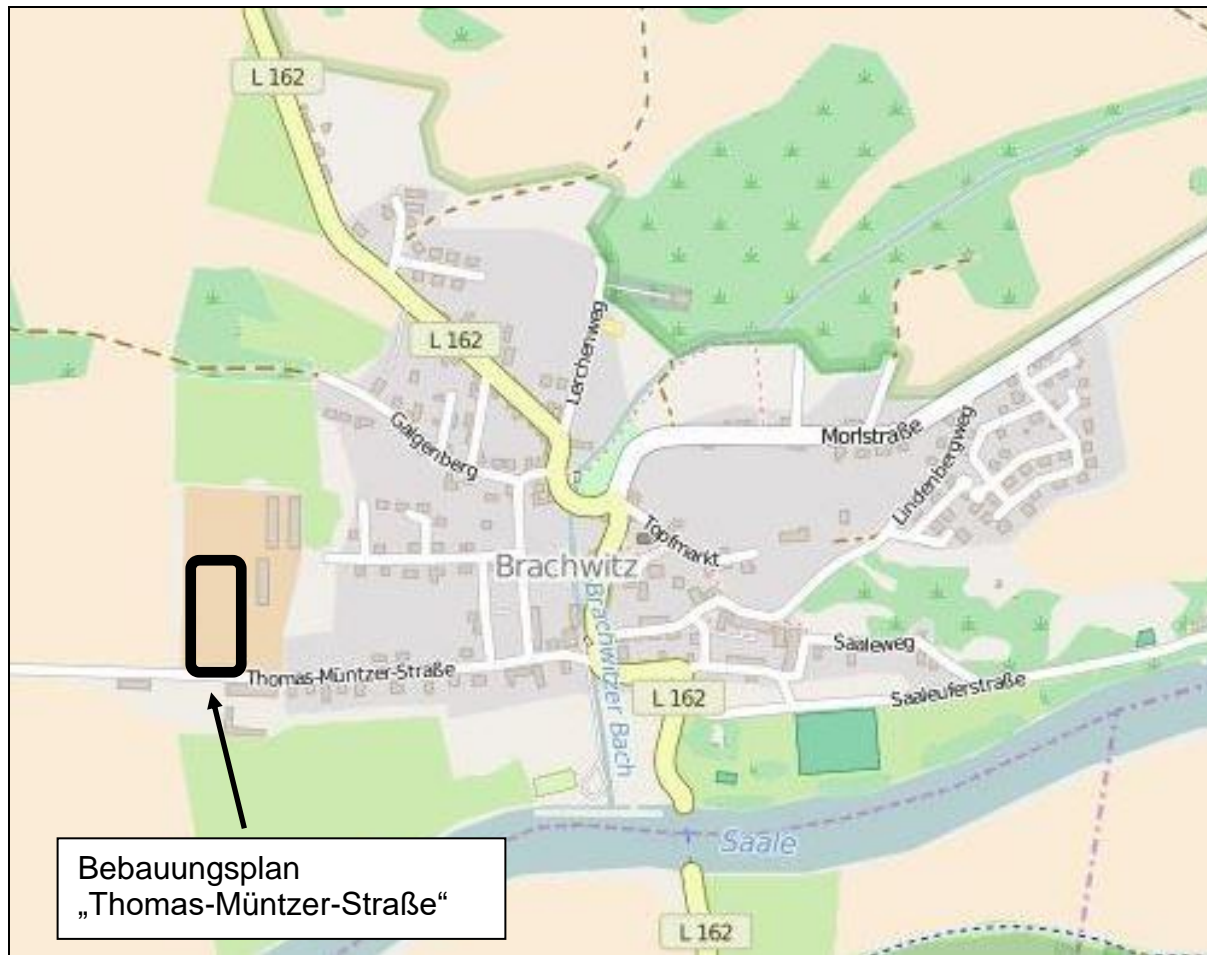 L 162
Lerchenweg
L 162
Galgenberg
Morlstraße
Lindenbergweg
Topfmarkt
Brachwitz
Brachwitzer Bach
Saaleweg
Thomas-Müntzer-Straße
L 162
Saaleuferstraße
Saale
Bebauungsplan
„Thomas-Müntzer-Straße“
L 162